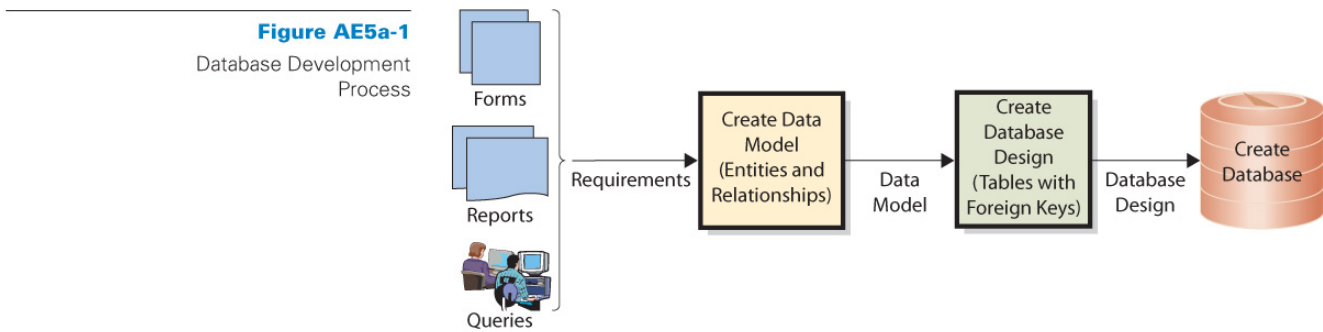 Figure AE5a-1
Database Development
Process
Forms
Reports
Queries
Requirements
Create Data
Model
(Entities and
Relationships)
Data
Model
Create
Database
Design
(Tables with
Foreign Keys)
Database
Design
Create
Database